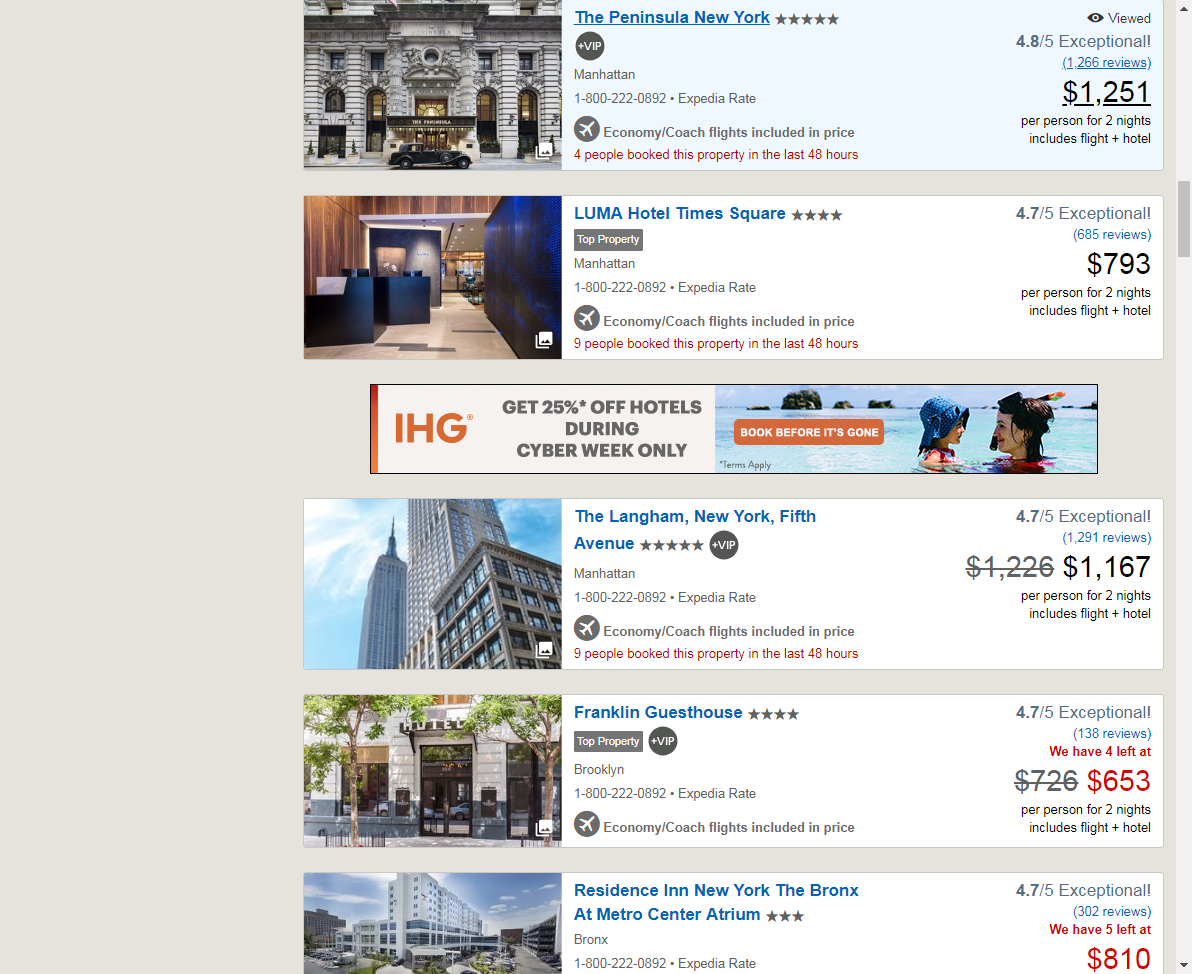 The Peninsula New York
Viewed
+VIP
4.8/5 Exceptional!
(1,266 reviews)
Manhattan
$1,251
1-800-222-0892 • Expedia Rate
per person for 2 nights
includes flight + hotel
Economy/Coach flights included in price
4 people booked this property in the last 48 hours
THE PENINSULA
LUMA Hotel Times Square
4.7/5 Exceptional!
Top Property
(685 reviews)
Manhattan
$793
1-800-222-0892 • Expedia Rate
per person for 2 nights
includes flight + hotel
Economy/Coach flights included in price
9 people booked this property in the last 48 hours
IHG®
GET 25%* OFF HOTELS
DURING
CYBER WEEK ONLY
BOOK BEFORE IT'S GONE
*Terms Apply
The Langham, New York, Fifth
Avenue
+VIP
4.7/5 Exceptional!
(1,291 reviews)
$1,226 $1,167
Manhattan
1-800-222-0892 • Expedia Rate
per person for 2 nights
includes flight + hotel
Economy/Coach flights included in price
9 people booked this property in the last 48 hours
HOTEL
Franklin Guesthouse
4.7/5 Exceptional!
Top Property
+VIP
(138 reviews)
We have 4 left at
Brooklyn
$726 $653
1-800-222-0892 • Expedia Rate
per person for 2 nights
includes flight + hotel
Economy/Coach flights included in price
Residence Inn New York The Bronx
At Metro Center Atrium
4.7/5 Exceptional!
(302 reviews)
We have 5 left at
Bronx
$810
1-800-222-0892 • Expedia Rate